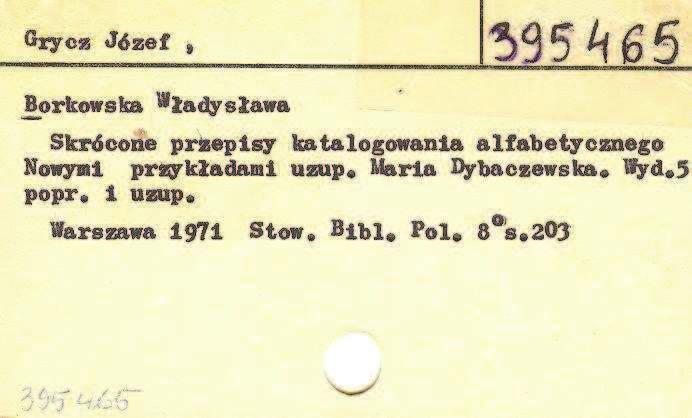 Grycz Józef , 395465
Borkowska Władysława
Skrócone przepisy katalogowania alfabetycznego
Nowymi przykładami uzup. Maria Dybaczewska. Wyd.5
popr. i uzup.
Warszawa 1971 Stow. Bibl. Pol. 8° s.203
395465